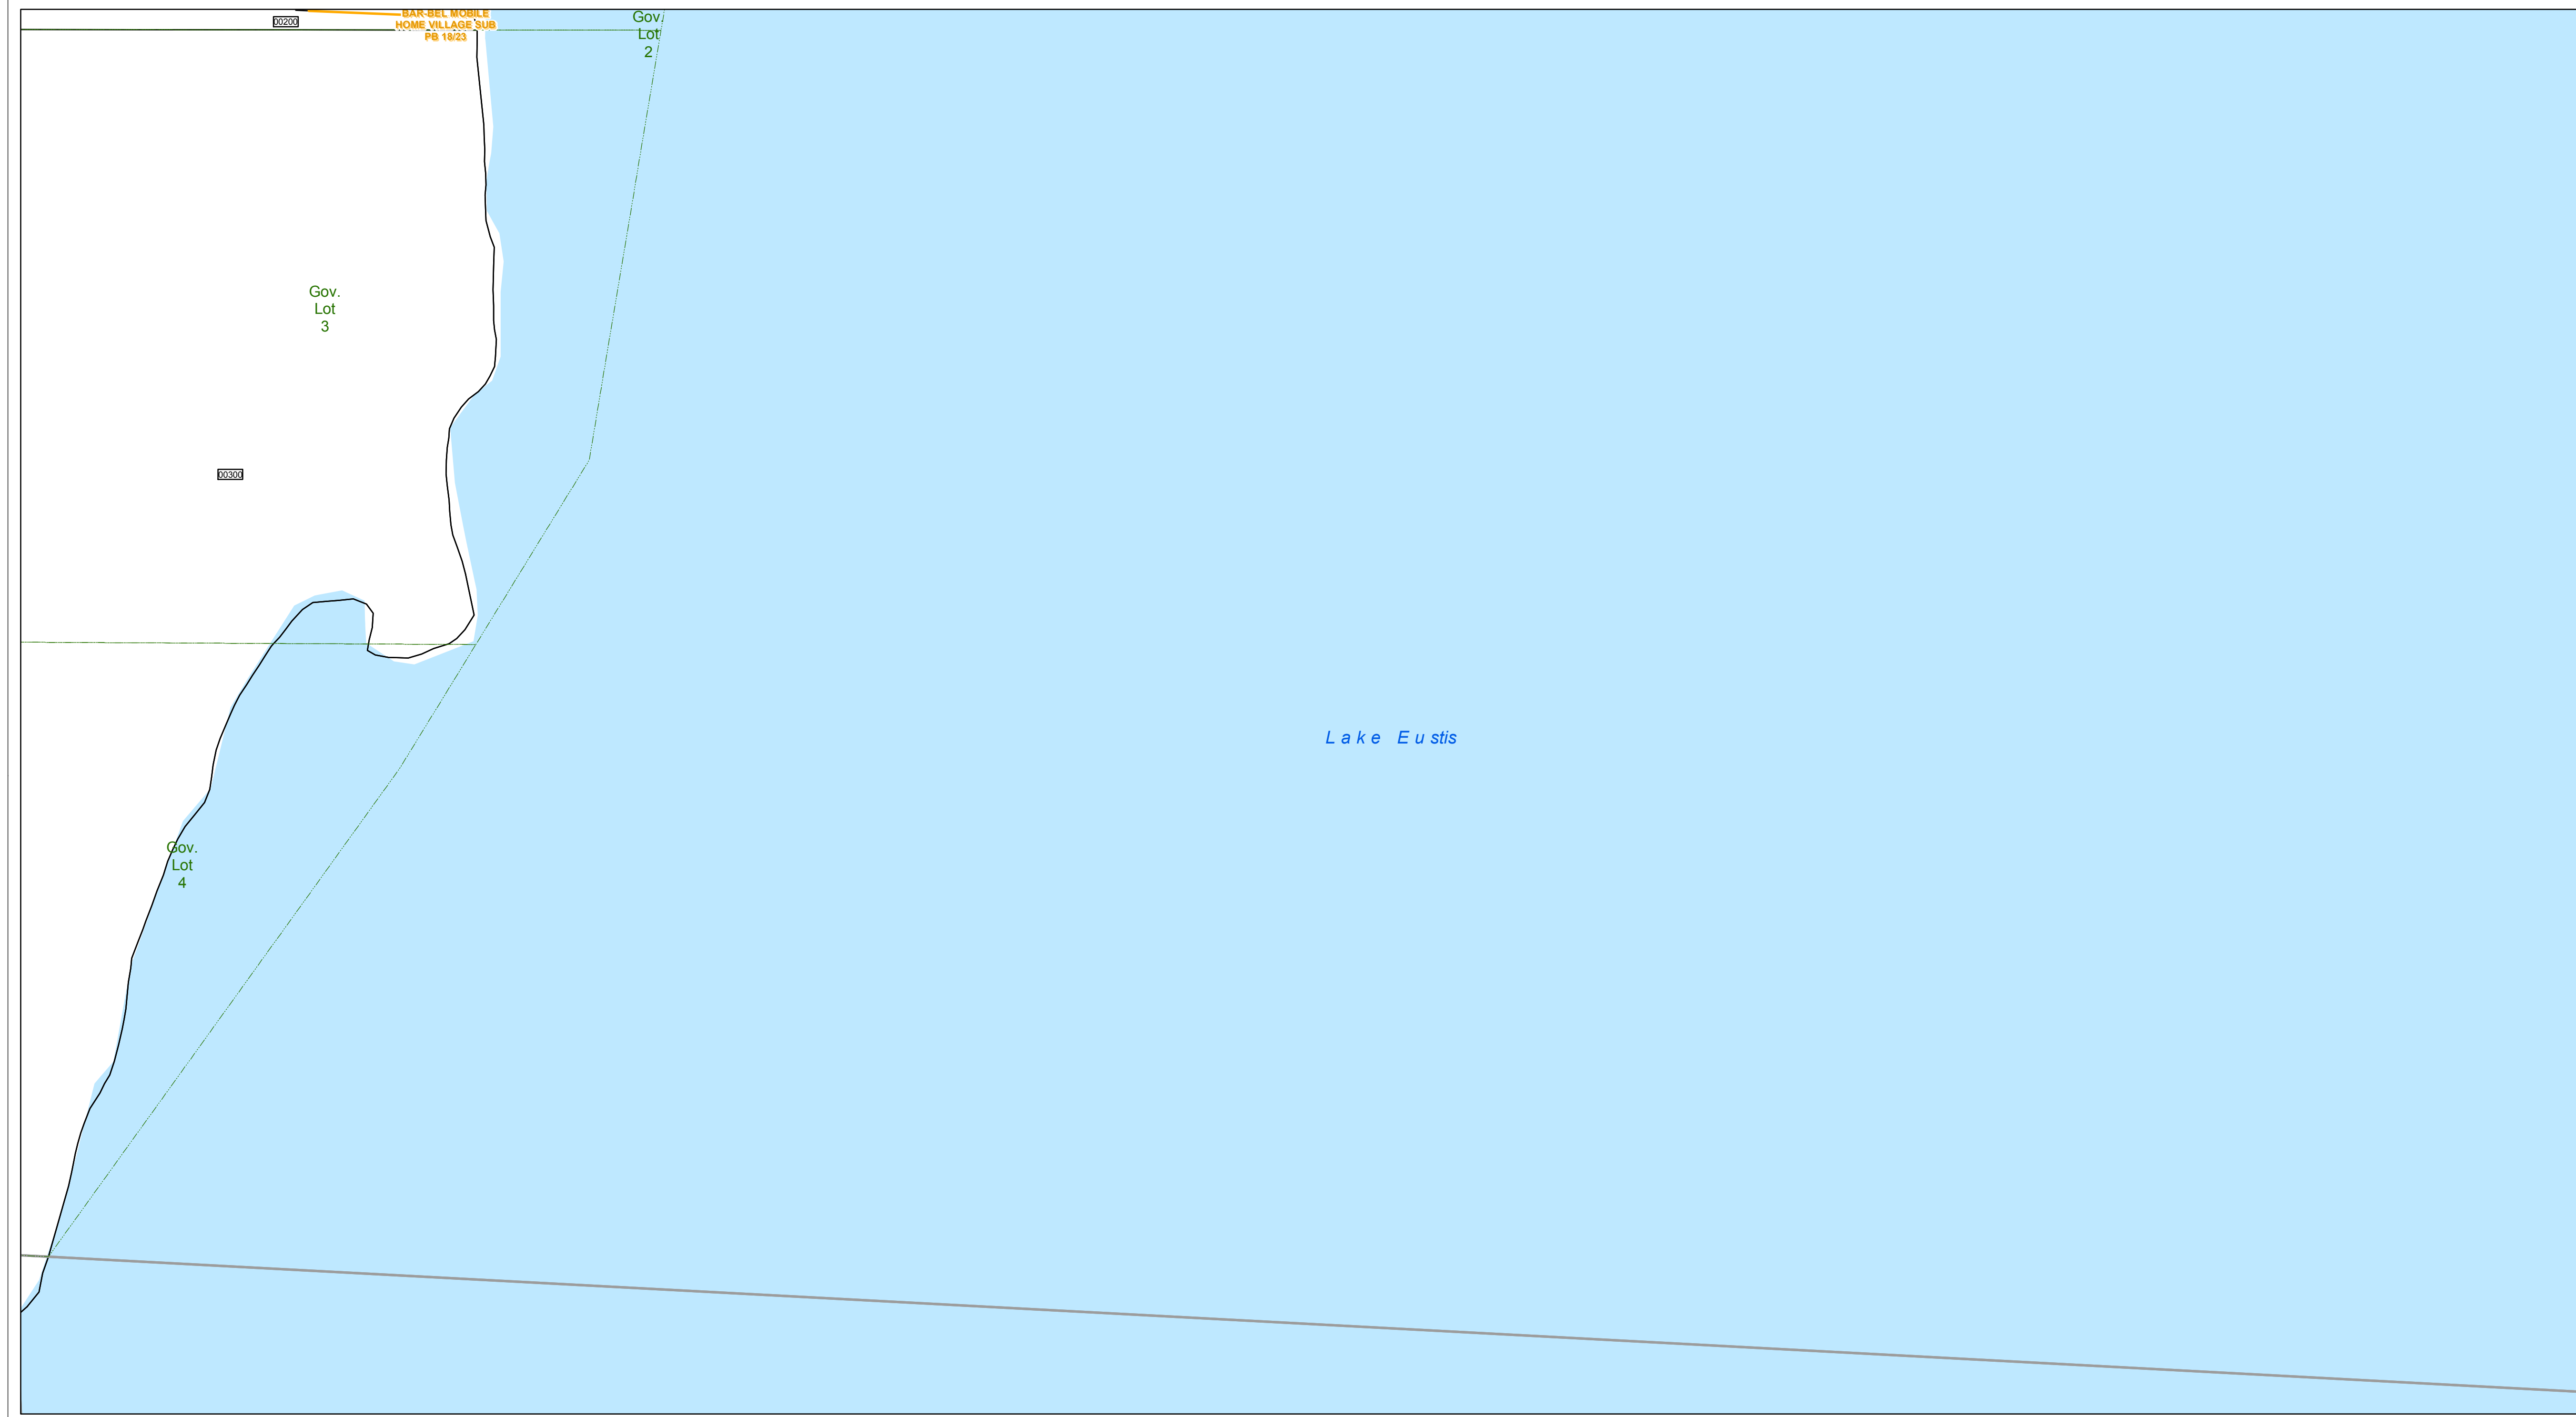 00200
BAR-BEL MOBILE
HOME VILLAGE SUB
PB 18/23
Gov.
Lot
2
Gov.
Lot
3
00300
Lake Eustis
Gov.
Lot
4